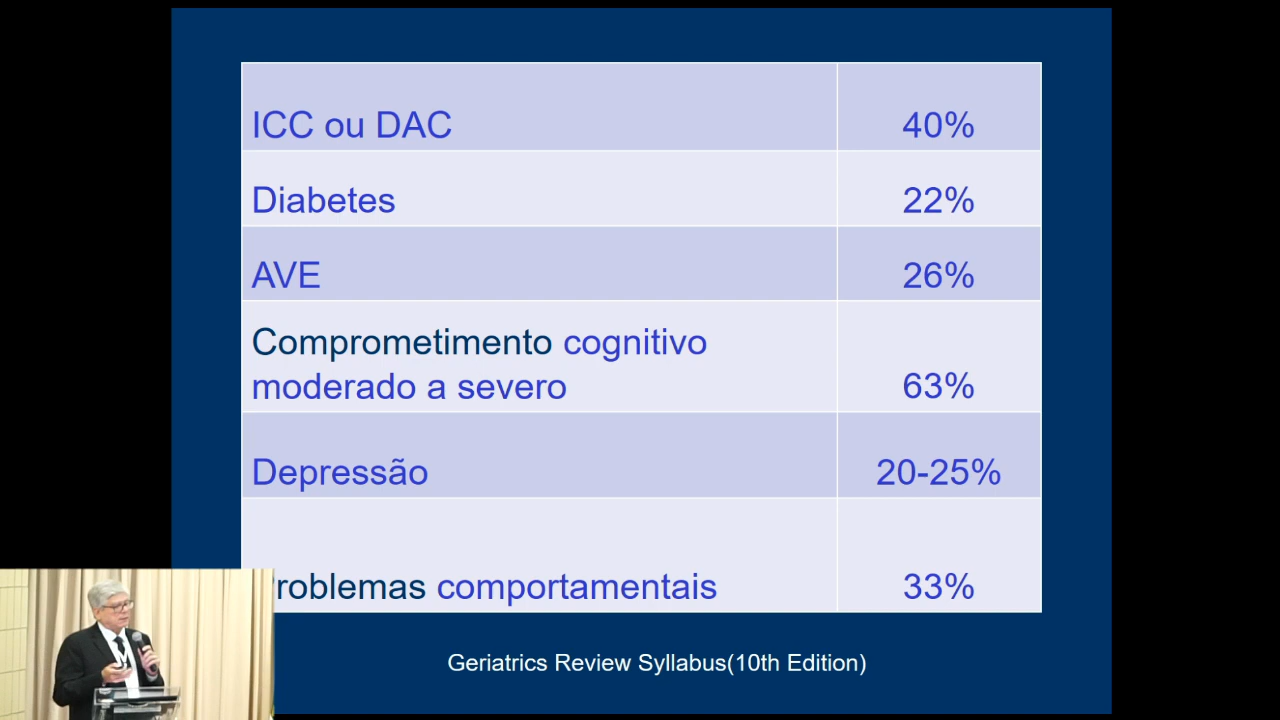 ICC ou DAC 40%
Diabetes 22%
AVE 26%
Comprometimento cognitivo
moderado a severo 63%
Depressão 20-25%
roblemas comportamentais 33%
Geriatrics Review Syllabus(10th Edition)